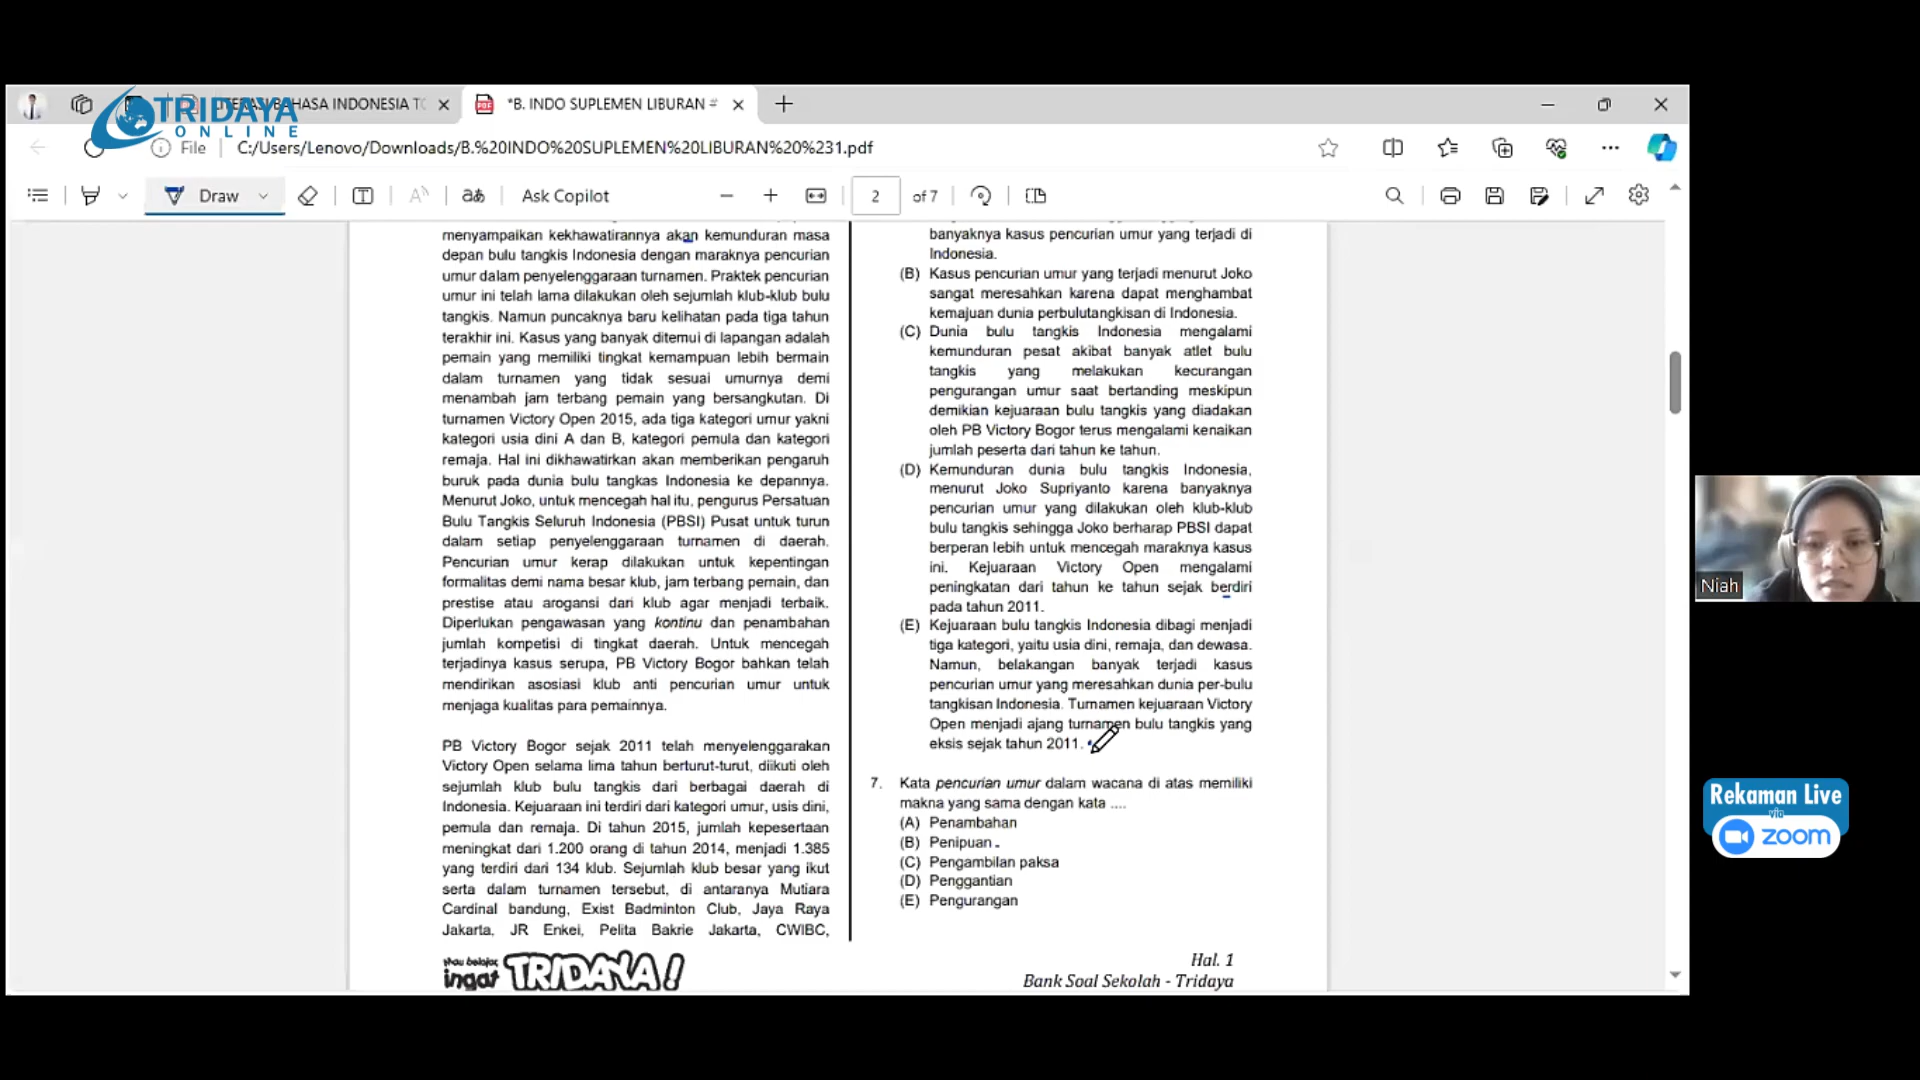 TRIDAYA
ONLINE
LITERASI BAHASA INDONESIA T
*B. INDO SUPLEMEN LIBURAN #
File
C:/Users/Lenovo/Downloads/B.%20INDO%20SUPLEMEN%20LIBURAN%20%231.pdf
Draw
Ask Copilot
2
of 7
menyampaikan kekhawatirannya akan kemunduran masa
depan bulu tangkis Indonesia dengan maraknya pencurian
umur dalam penyelenggaraan turnamen. Praktek pencurian
umur ini telah lama dilakukan oleh sejumlah klub-klub bulu
tangkis. Namun puncaknya baru kelihatan pada tiga tahun
terakhir ini. Kasus yang banyak ditemui di lapangan adalah
pemain yang memiliki tingkat kemampuan lebih bermain
dalam turnamen yang tidak sesuai umurnya demi
menambah jam terbang pemain yang bersangkutan. Di
turnamen Victory Open 2015, ada tiga kategori umur yakni
kategori usia dini A dan B, kategori pemula dan kategori
remaja. Hal ini dikhawatirkan akan memberikan pengaruh
buruk pada dunia bulu tangkas Indonesia ke depannya.
Menurut Joko, untuk mencegah hal itu, pengurus Persatuan
Bulu Tangkis Seluruh Indonesia (PBSI) Pusat untuk turun
dalam setiap penyelenggaraan turnamen di daerah.
Pencurian umur kerap dilakukan untuk kepentingan
formalitas demi nama besar klub, jam terbang pemain, dan
prestise atau arogansi dari klub agar menjadi terbaik.
Diperlukan pengawasan yang kontinu dan penambahan
jumlah kompetisi di tingkat daerah. Untuk mencegah
terjadinya kasus serupa, PB Victory Bogor bahkan telah
mendirikan asosiasi klub anti pencurian umur untuk
menjaga kualitas para pemainnya.
PB Victory Bogor sejak 2011 telah menyelenggarakan
Victory Open selama lima tahun berturut-turut, diikuti oleh
sejumlah klub bulu tangkis dari berbagai daerah di
Indonesia. Kejuaraan ini terdiri dari kategori umur, usis dini,
pemula dan remaja. Di tahun 2015, jumlah kepesertaan
meningkat dari 1.200 orang di tahun 2014, menjadi 1.385
yang terdiri dari 134 klub. Sejumlah klub besar yang ikut
serta dalam turnamen tersebut, di antaranya Mutiara
Cardinal bandung, Exist Badminton Club, Jaya Raya
Jakarta, JR Enkei, Pelita Bakrie Jakarta, CWIBC,
banyaknya kasus pencurian umur yang terjadi di
Indonesia.
(B) Kasus pencurian umur yang terjadi menurut Joko
sangat meresahkan karena dapat menghambat
kemajuan dunia perbulutangkisan di Indonesia.
(C) Dunia bulu tangkis Indonesia mengalami
kemunduran pesat akibat banyak atlet bulu
tangkis yang melakukan kecurangan
pengurangan umur saat bertanding meskipun
demikian kejuaraan bulu tangkis yang diadakan
oleh PB Victory Bogor terus mengalami kenaikan
jumlah peserta dari tahun ke tahun.
(D) Kemunduran dunia bulu tangkis Indonesia,
menurut Joko Supriyanto karena banyaknya
pencurian umur yang dilakukan oleh klub-klub
bulu tangkis sehingga Joko berharap PBSI dapat
berperan lebih untuk mencegah maraknya kasus
ini. Kejuaraan Victory Open mengalami
peningkatan dari tahun ke tahun sejak berdiri
pada tahun 2011.
(E) Kejuaraan bulu tangkis Indonesia dibagi menjadi
tiga kategori, yaitu usia dini, remaja, dan dewasa.
Namun, belakangan banyak terjadi kasus
pencurian umur yang meresahkan dunia per-bulu
tangkisan Indonesia. Turnamen kejuaraan Victory
Open menjadi ajang turnamen bulu tangkis yang
eksis sejak tahun 2011.
7. Kata pencurian umur dalam wacana di atas memiliki
makna yang sama dengan kata ....
(A) Penambahan
(B) Penipuan
(C) Pengambilan paksa
(D) Penggantian
(E) Pengurangan
mau belajar,
ingat TRIDAYA!
Hal. 1
Bank Soal Sekolah - Tridaya
Niah
Rekaman Live
via
zoom